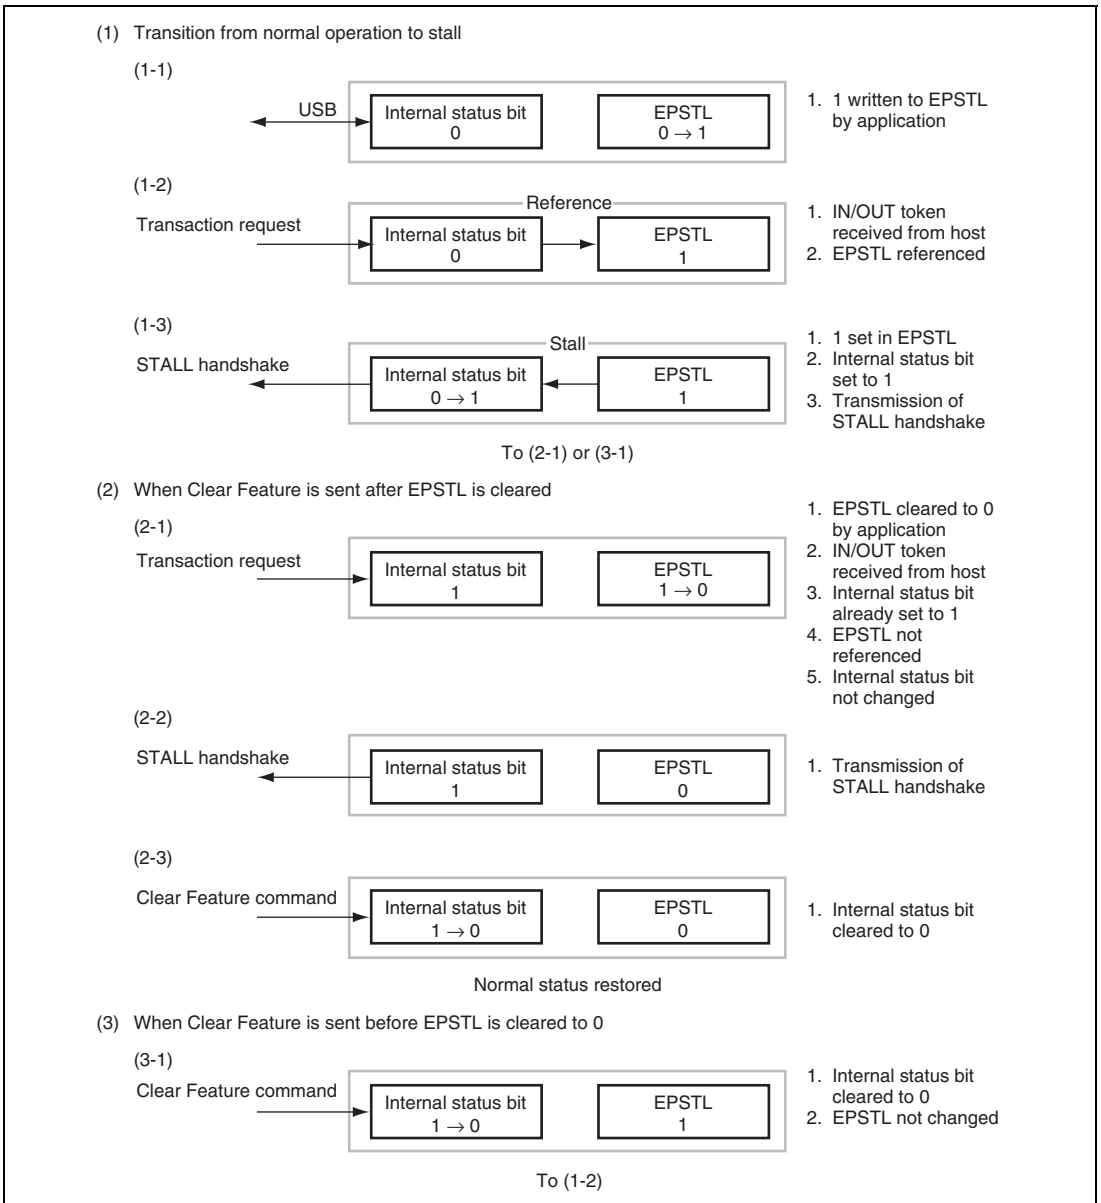 (1) Transition from normal operation to stall
(1-1)
USB
Internal status bit
0
EPSTL
0 → 1
1. 1 written to EPSTL
by application
(1-2)
Transaction request
Reference
Internal status bit
0
EPSTL
1
1. IN/OUT token
received from host
2. EPSTL referenced
(1-3)
STALL handshake
Stall
Internal status bit
0 → 1
EPSTL
1
1. 1 set in EPSTL
2. Internal status bit
set to 1
3. Transmission of
STALL handshake
To (2-1) or (3-1)
(2) When Clear Feature is sent after EPSTL is cleared
(2-1)
Transaction request
Internal status bit
1
EPSTL
1 → 0
1. EPSTL cleared to 0
by application
2. IN/OUT token
received from host
3. Internal status bit
already set to 1
4. EPSTL not
referenced
5. Internal status bit
not changed
(2-2)
STALL handshake
Internal status bit
1
EPSTL
0
1. Transmission of
STALL handshake
(2-3)
Clear Feature command
Internal status bit
1 → 0
EPSTL
0
1. Internal status bit
cleared to 0
Normal status restored
(3) When Clear Feature is sent before EPSTL is cleared to 0
(3-1)
Clear Feature command
Internal status bit
1 → 0
EPSTL
1
1. Internal status bit
cleared to 0
2. EPSTL not changed
To (1-2)